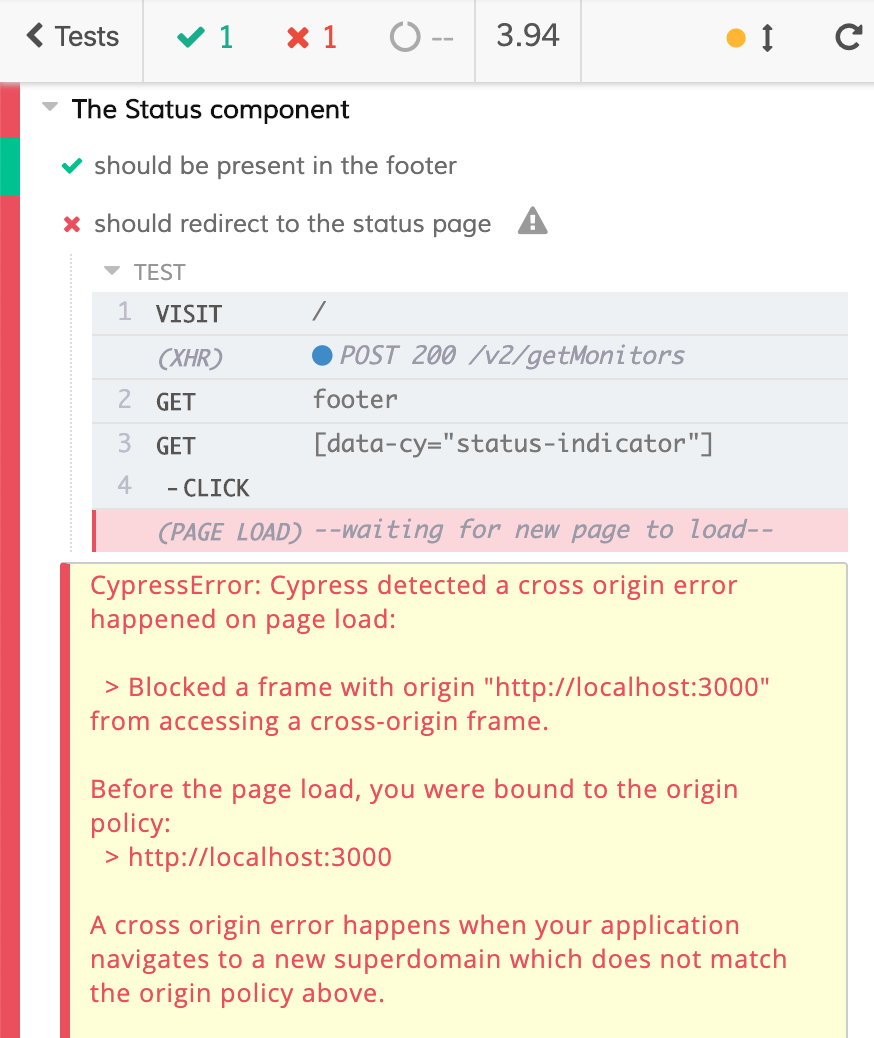 Tests 1 1 -- 3.94
The Status component
should be present in the footer
should redirect to the status page
TEST
1 VISIT /
(XHR) POST 200 /v2/getMonitors
2 GET footer
3 GET [data-cy="status-indicator"]
4 -CLICK
(PAGE LOAD) --waiting for new page to load--
CypressError: Cypress detected a cross origin error
happened on page load:
> Blocked a frame with origin "http://localhost:3000"
from accessing a cross-origin frame.
Before the page load, you were bound to the origin
policy:
> http://localhost:3000
A cross origin error happens when your application
navigates to a new superdomain which does not match
the origin policy above.